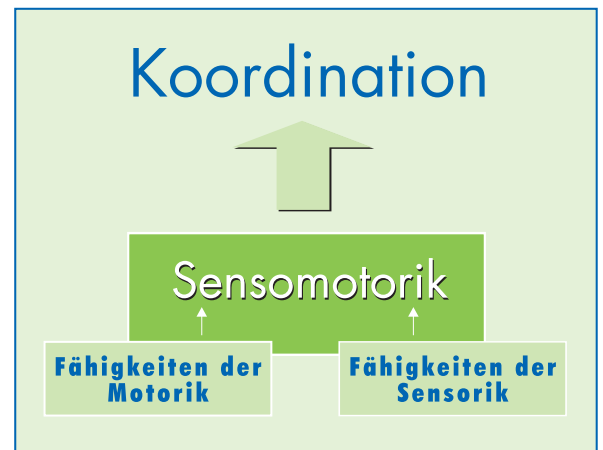 Koordination
Sensomotorik
Fähigkeiten der
Motorik
Fähigkeiten der
Sensorik